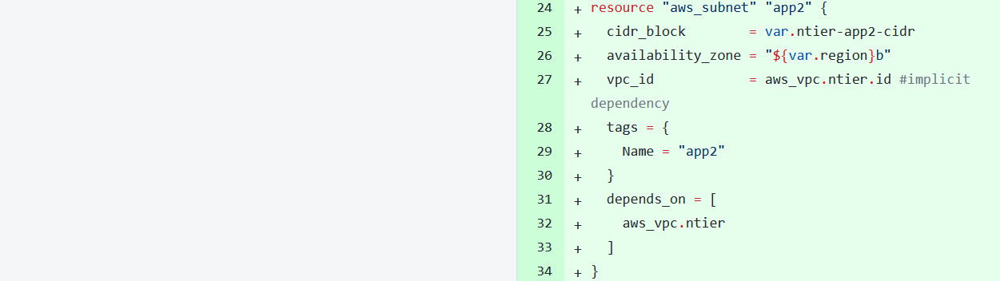 24 + resource "aws_subnet" "app2" {
25 +   cidr_block        = var.ntier-app2-cidr
26 +   availability_zone = "${var.region}b"
27 +   vpc_id            = aws_vpc.ntier.id #implicit
dependency
28 +   tags = {
29 +     Name = "app2"
30 +   }
31 +   depends_on = [
32 +     aws_vpc.ntier
33 +   ]
34 + }